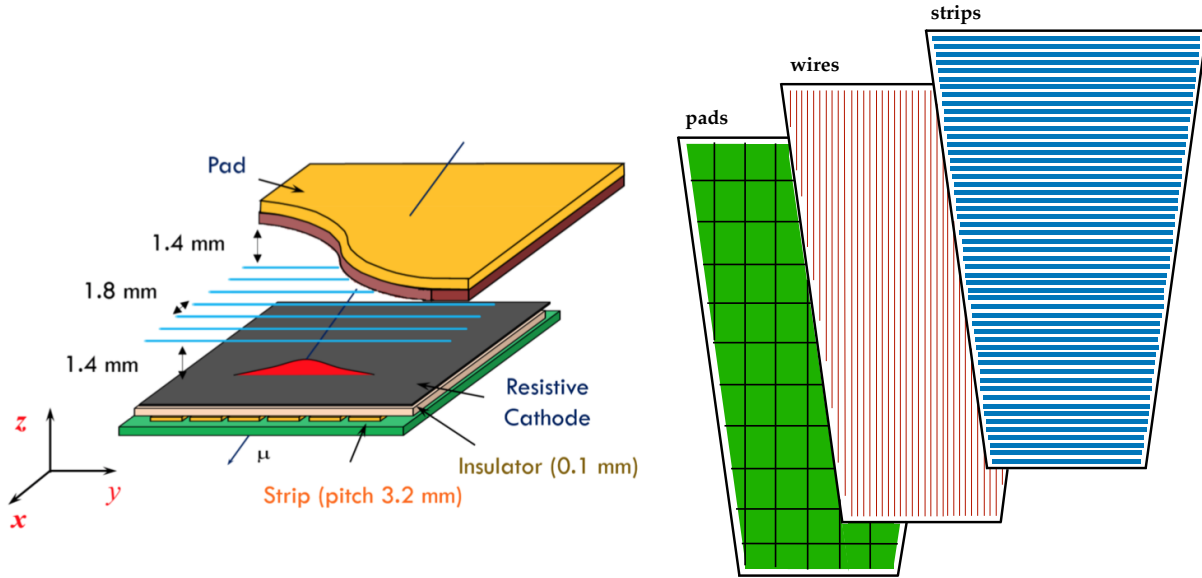 strips
wires
pads
Pad
1.4 mm
1.8 mm
1.4 mm
Resistive
Cathode
z
μ
Insulator (0.1 mm)
y
Strip (pitch 3.2 mm)
x